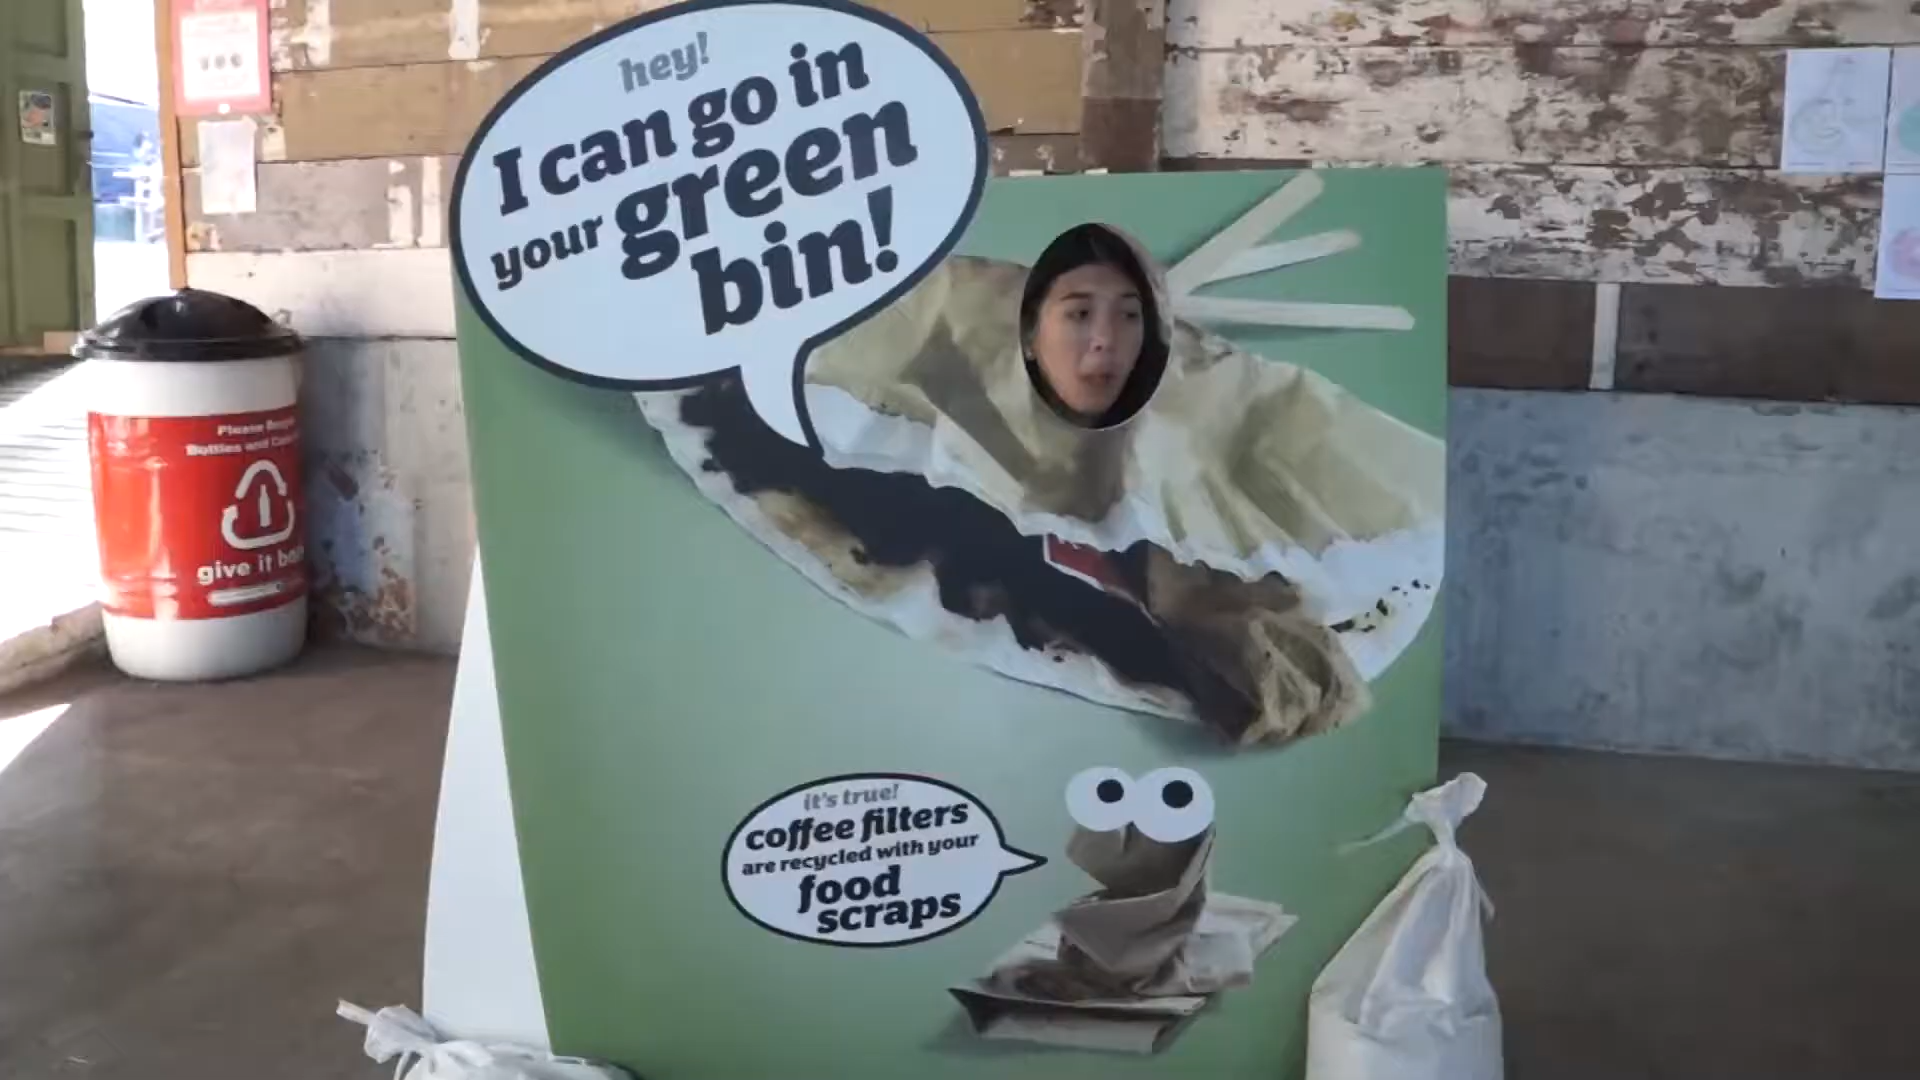 hey!
I can go in
your green
bin!
it's true!
coffee filters
are recycled with your
food
scraps
Please
Bottles and
give it